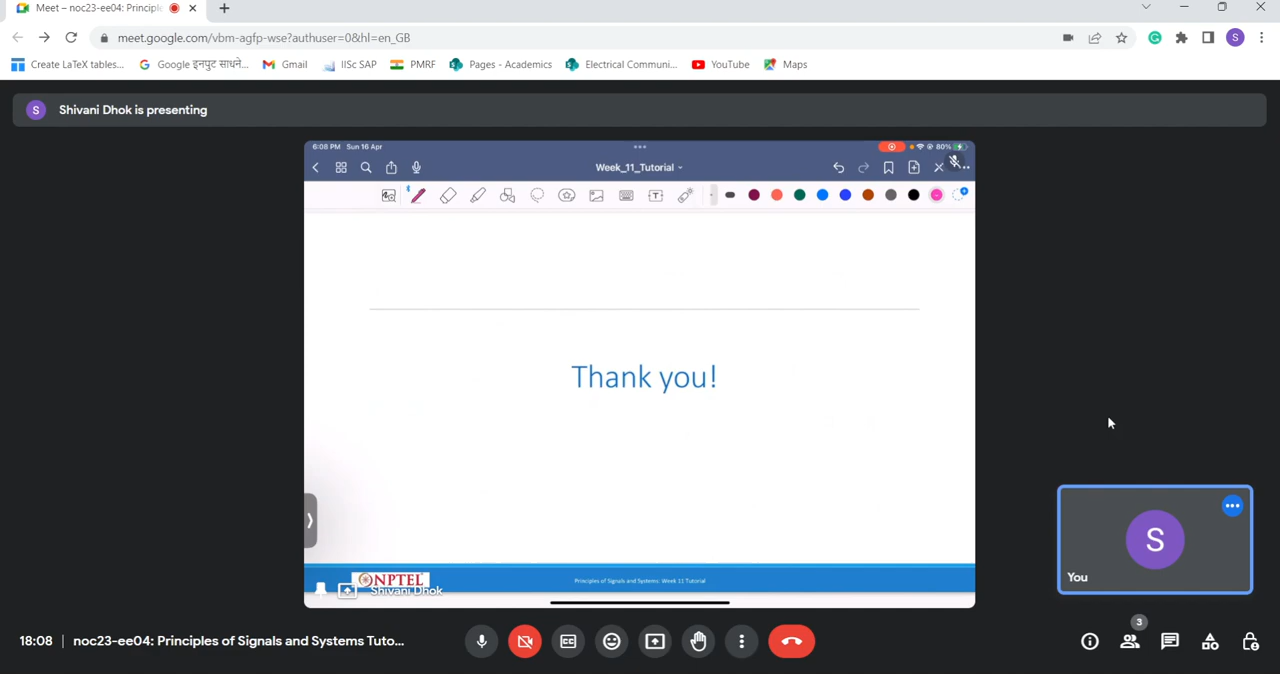 Meet – noc23-ee04: Principle
meet.google.com/vbm-agfp-wse?authuser=0&hl=en_GB
S
Create LaTeX tables...
Google इनपुट साधने...
Gmail
IISc SAP
PMRF
Pages - Academics
Electrical Communi...
YouTube
Maps
S Shivani Dhok is presenting
6:08 PM Sun 16 Apr
80%
Week_11_Tutorial
Thank you!
NPTEL
Principles of Signals and Systems: Week 11 Tutorial
Shivani Dhok
S
You
18:08 | noc23-ee04: Principles of Signals and Systems Tuto...
3